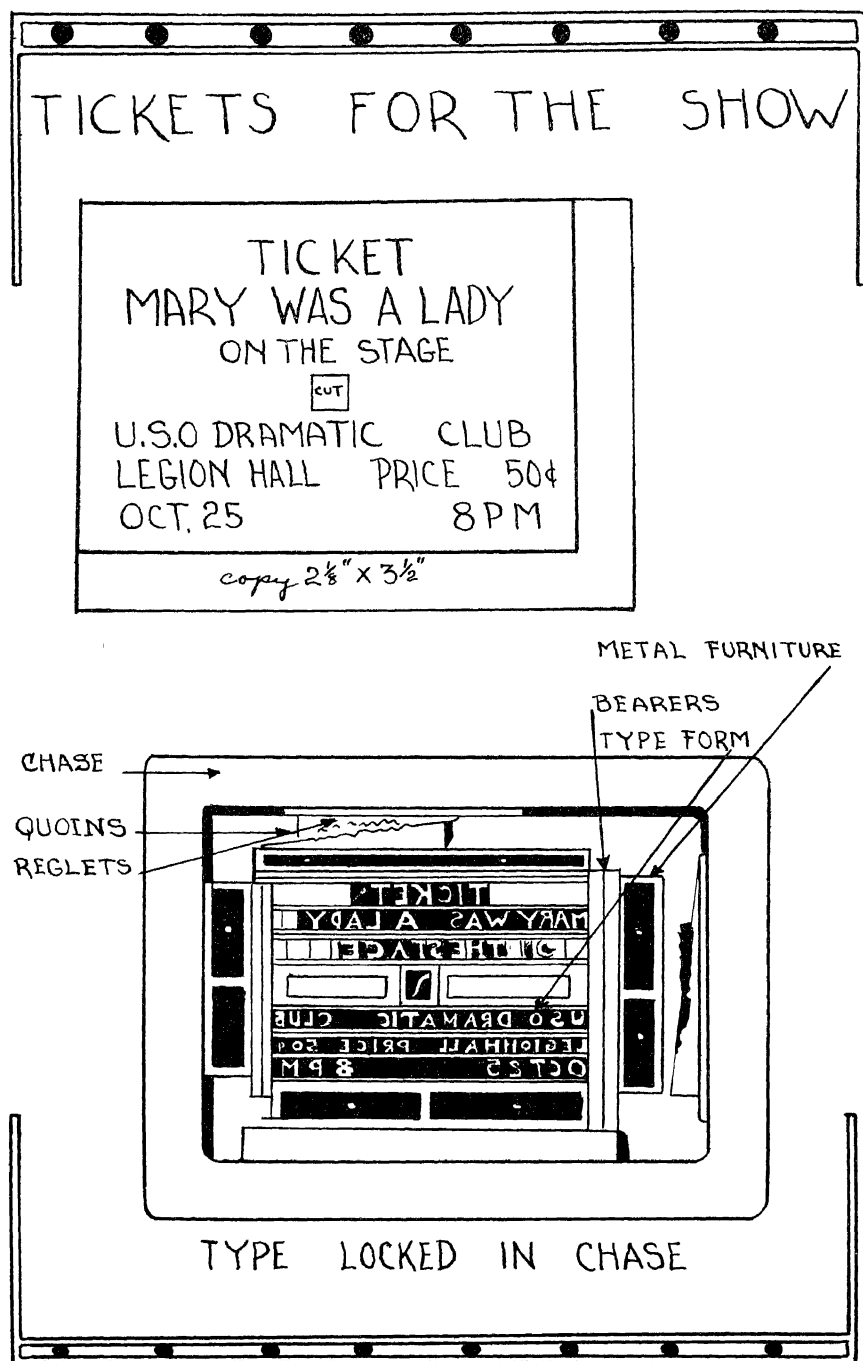 TICKETS FOR THE SHOW
TICKET
MARY WAS A LADY
ON THE STAGE
CUT
U.S.O DRAMATIC CLUB
LEGION HALL PRICE 50¢
OCT. 25 8 PM
copy 2⅛" X 3½"
METAL FURNITURE
BEARERS
TYPE FORM
CHASE
QUOINS
REGLETS
TICKET
MARY WAS A LADY
THE STAGE
USO DRAMATIC CLUB
LEGION HALL PRICE 50¢
OCT 25 8 PM
TYPE LOCKED IN CHASE